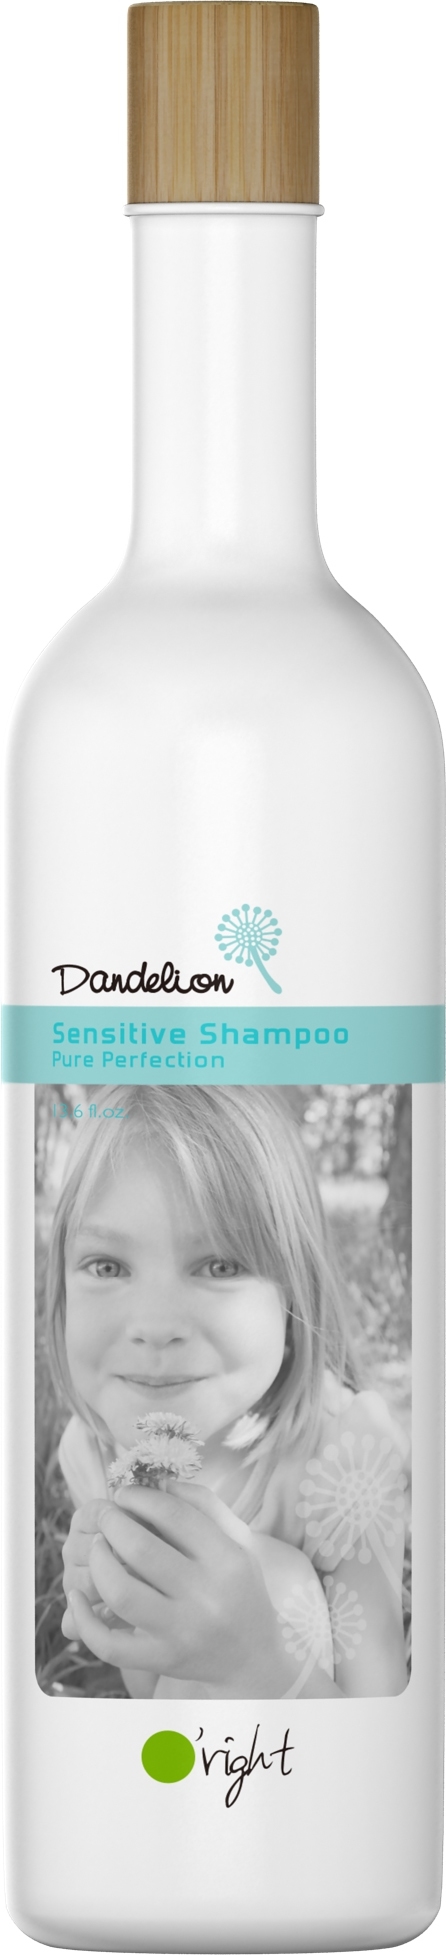 Dandelion
Sensitive Shampoo
Pure Perfection
13.6 fl.oz
O'right